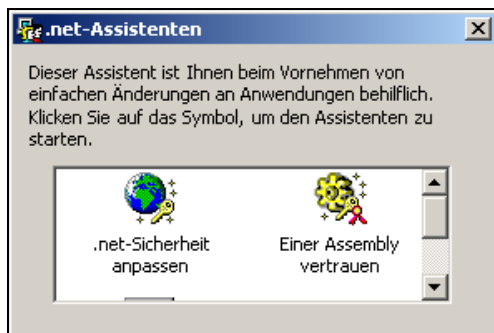 .net-Assistenten
Dieser Assistent ist Ihnen beim Vornehmen von
einfachen Änderungen an Anwendungen behilflich.
Klicken Sie auf das Symbol, um den Assistenten zu
starten.
.net-Sicherheit
anpassen
Einer Assembly
vertrauen